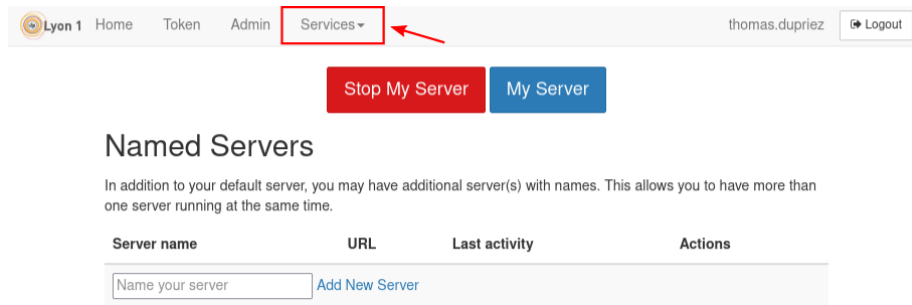 Lyon 1 Home Token Admin Services thomas.dupriez Logout
Stop My Server My Server
Named Servers
In addition to your default server, you may have additional server(s) with names. This allows you to have more than
one server running at the same time.
Server name URL Last activity Actions
Name your server Add New Server